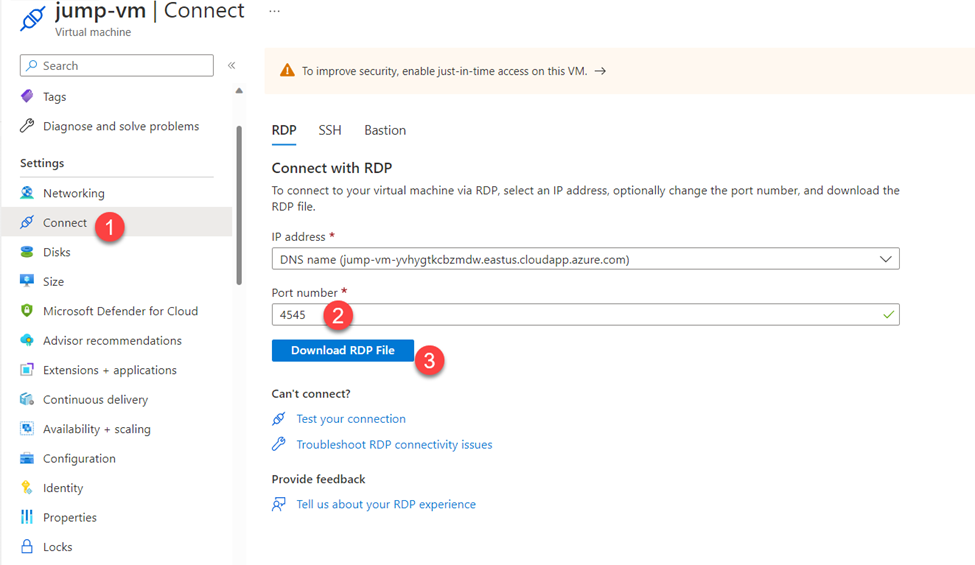 jump-vm | Connect ...
Virtual machine
Search «
Tags
Diagnose and solve problems
Settings
Networking
Connect 1
Disks
Size
Microsoft Defender for Cloud
Advisor recommendations
Extensions + applications
Continuous delivery
Availability + scaling
Configuration
Identity
Properties
Locks
To improve security, enable just-in-time access on this VM. →
RDP SSH Bastion
Connect with RDP
To connect to your virtual machine via RDP, select an IP address, optionally change the port number, and download the
RDP file.
IP address *
DNS name (jump-vm-yvhygtkcbzmdw.eastus.cloudapp.azure.com)
Port number *
4545 2
Download RDP File 3
Can't connect?
Test your connection
Troubleshoot RDP connectivity issues
Provide feedback
Tell us about your RDP experience